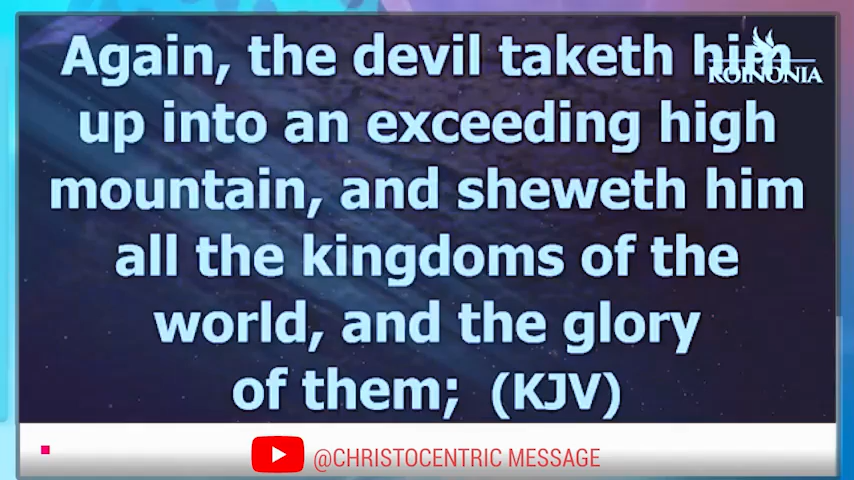 Again, the devil taketh him
KOINONIA
up into an exceeding high
mountain, and sheweth him
all the kingdoms of the
world, and the glory
of them; (KJV)
@CHRISTOCENTRIC MESSAGE